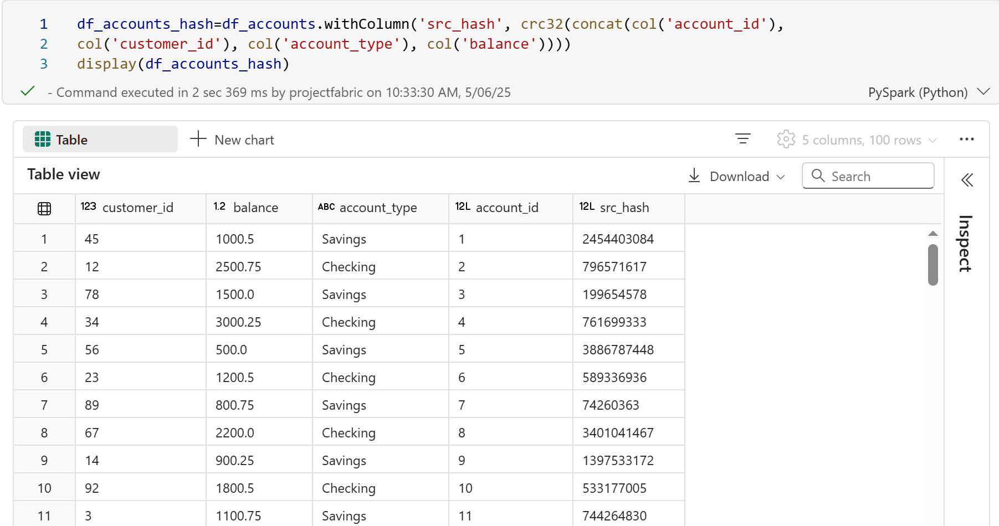 1 df_accounts_hash=df_accounts.withColumn('src_hash', crc32(concat(col('account_id'),
2 col('customer_id'), col('account_type'), col('balance'))))
3 display(df_accounts_hash)
- Command executed in 2 sec 369 ms by projectfabric on 10:33:30 AM, 5/06/25 PySpark (Python)
Table New chart 5 columns, 100 rows
Table view Download Search
123 customer_id 1.2 balance ABC account_type 12L account_id 12L src_hash
1 45 1000.5 Savings 1 2454403084
2 12 2500.75 Checking 2 796571617
3 78 1500.0 Savings 3 199654578
4 34 3000.25 Checking 4 761699333
5 56 500.0 Savings 5 3886787448
6 23 1200.5 Checking 6 589336936
7 89 800.75 Savings 7 74260363
8 67 2200.0 Checking 8 3401041467
9 14 900.25 Savings 9 1397533172
10 92 1800.5 Checking 10 533177005
11 3 1100.75 Savings 11 744264830
Inspect